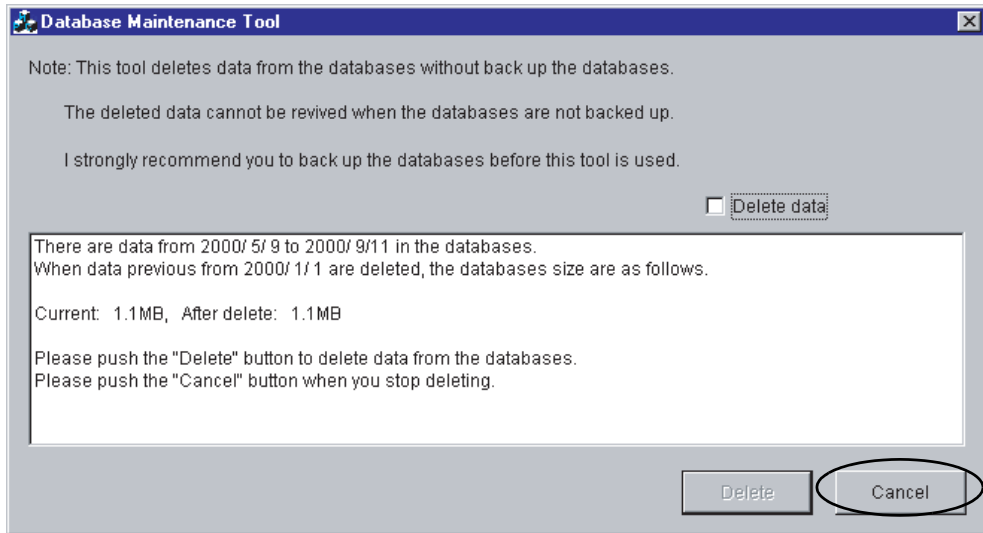 Database Maintenance Tool
Note: This tool deletes data from the databases without back up the databases.
The deleted data cannot be revived when the databases are not backed up.
I strongly recommend you to back up the databases before this tool is used.
Delete data
There are data from 2000/ 5/ 9 to 2000/ 9/11 in the databases.
When data previous from 2000/ 1/ 1 are deleted, the databases size are as follows.
Current: 1.1MB, After delete: 1.1MB
Please push the "Delete" button to delete data from the databases.
Please push the "Cancel" button when you stop deleting.
Delete Cancel